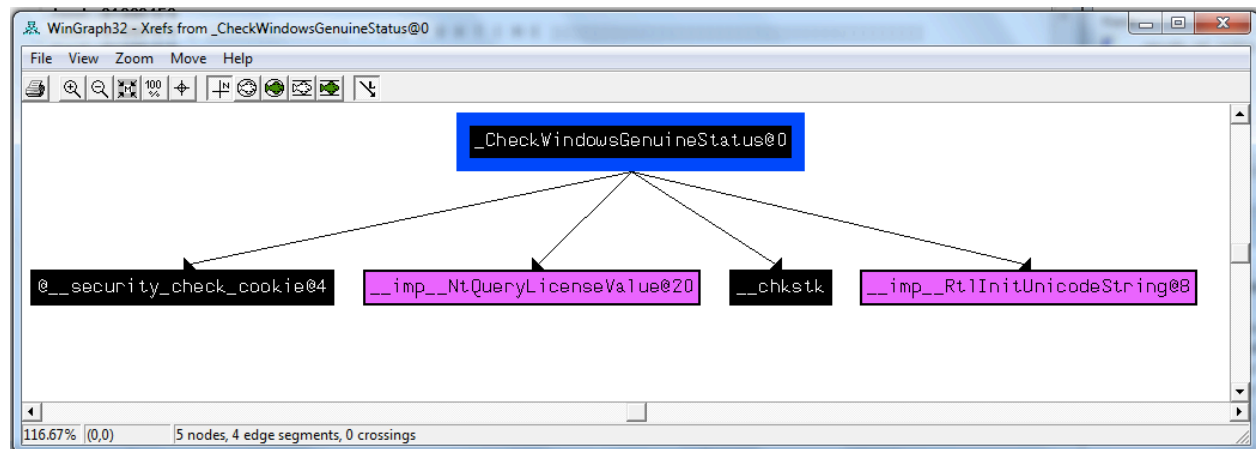 WinGraph32 - Xrefs from _CheckWindowsGenuineStatus@0
File View Zoom Move Help
100
%
N
_CheckWindowsGenuineStatus@0
@__security_check_cookie@4 __imp__NtQueryLicenseValue@20 __chkstk __imp__RtlInitUnicodeString@8
116.67% (0,0) 5 nodes, 4 edge segments, 0 crossings